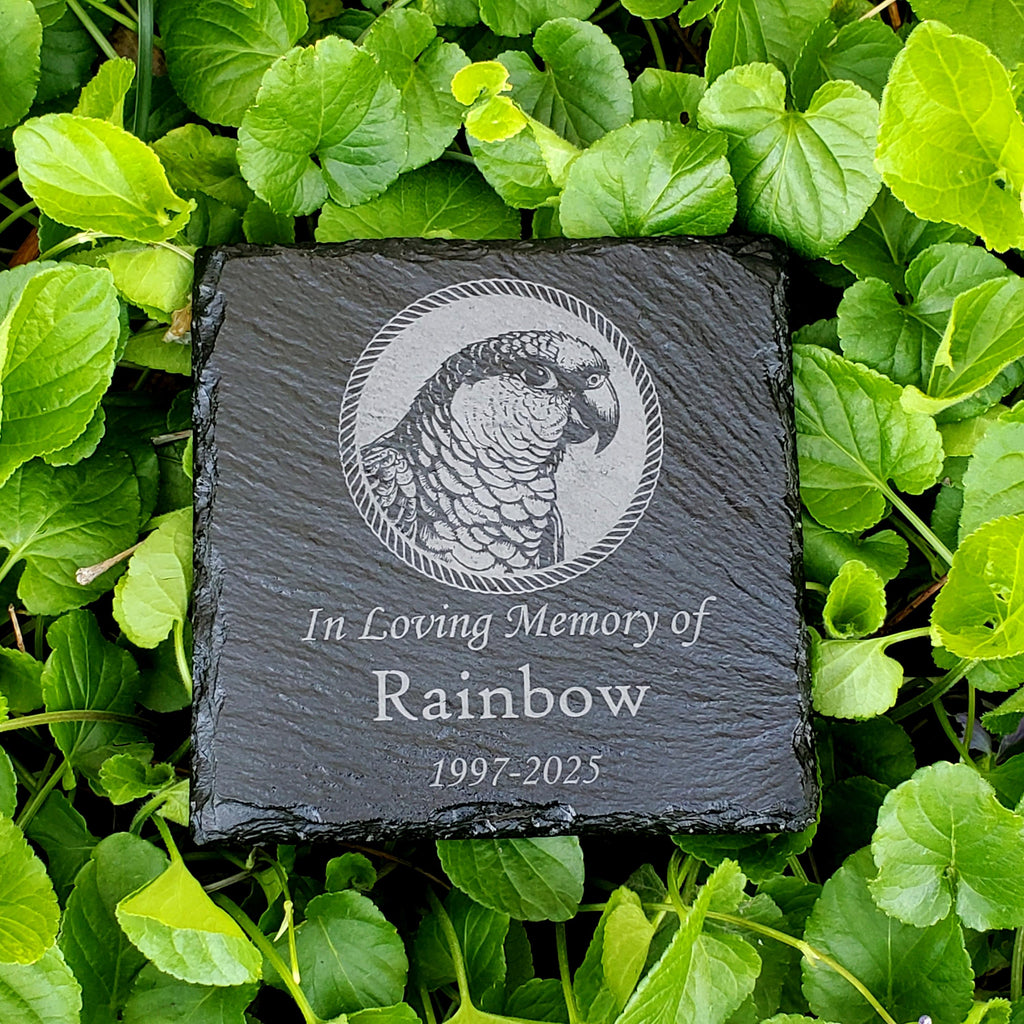 In Loving Memory of
Rainbow
1997-2025